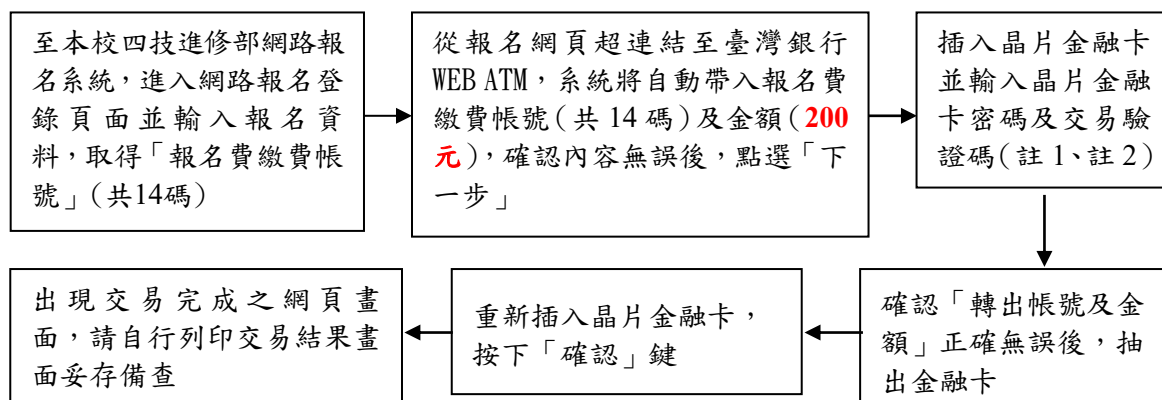 至本校四技進修部網路報
名系統，進入網路報名登
錄頁面並輸入報名資
料，取得「報名費繳費帳
號」（共14碼）
從報名網頁超連結至臺灣銀行
WEB ATM，系統將自動帶入報名費
繳費帳號（共 14 碼）及金額（200
元），確認內容無誤後，點選「下
一步」
插入晶片金融卡
並輸入晶片金融
卡密碼及交易驗
證碼（註 1、註 2）
確認「轉出帳號及金
額」正確無誤後，抽
出金融卡
重新插入晶片金融卡，
按下「確認」鍵
出現交易完成之網頁畫
面，請自行列印交易結果畫
面妥存備查